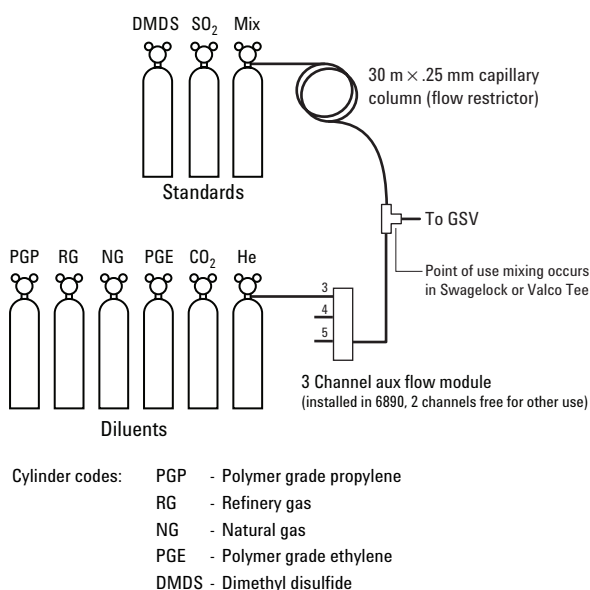 DMDS SO2 Mix
30 m × .25 mm capillary
column (flow restrictor)
Standards
To GSV
Point of use mixing occurs
in Swagelock or Valco Tee
PGP RG NG PGE CO2 He
3
4
5
3 Channel aux flow module
(installed in 6890, 2 channels free for other use)
Diluents
Cylinder codes: PGP - Polymer grade propylene
RG - Refinery gas
NG - Natural gas
PGE - Polymer grade ethylene
DMDS - Dimethyl disulfide